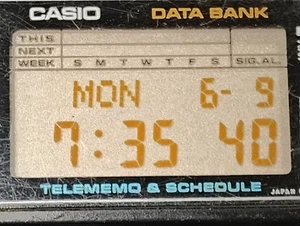 CASIO DATA BANK
THIS
NEXT
WEEK S M T W T F S SIG.AL
MON 6- 9
7:35 40
TELEMEMO & SCHEDULE JAPAN